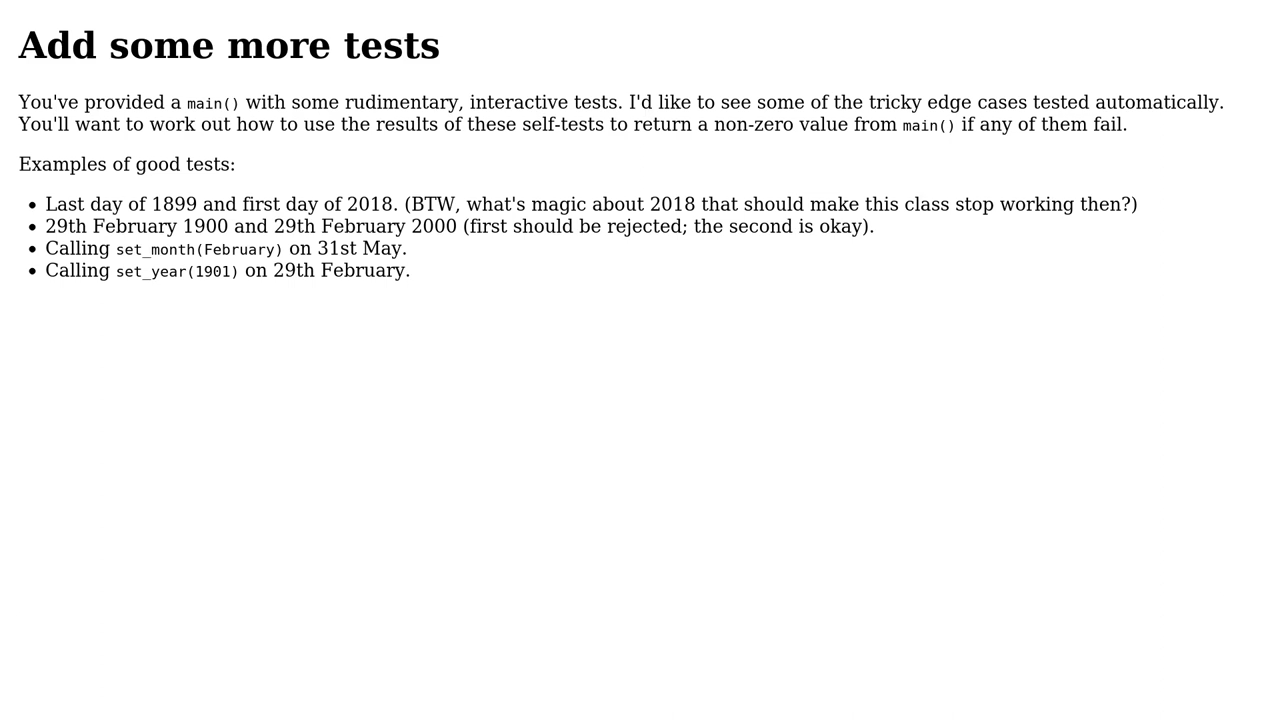 Add some more tests
You've provided a main() with some rudimentary, interactive tests. I'd like to see some of the tricky edge cases tested automatically.
You'll want to work out how to use the results of these self-tests to return a non-zero value from main() if any of them fail.
Examples of good tests:
• Last day of 1899 and first day of 2018. (BTW, what's magic about 2018 that should make this class stop working then?)
• 29th February 1900 and 29th February 2000 (first should be rejected; the second is okay).
• Calling set_month(February) on 31st May.
• Calling set_year(1901) on 29th February.